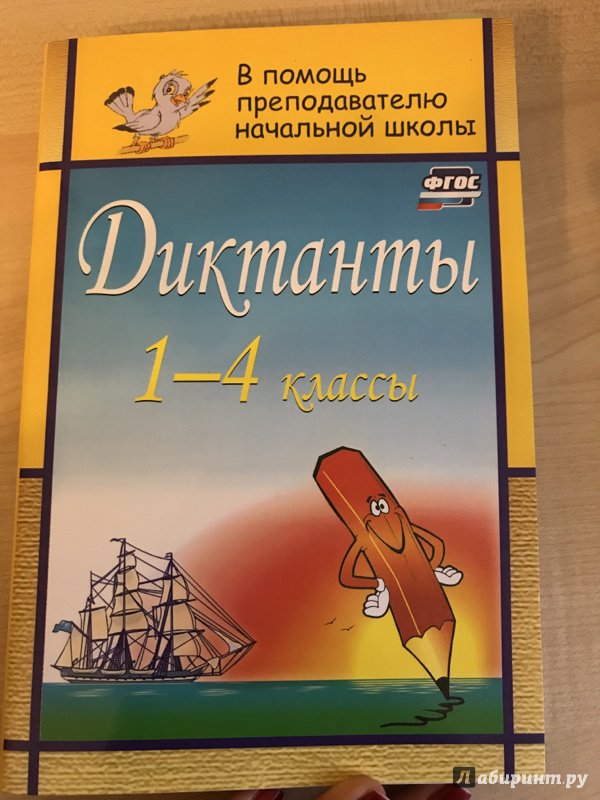 В помощь
преподавателю
начальной школы
ФГОС
Диктанты
1–4 классы
Лабиринт.ру